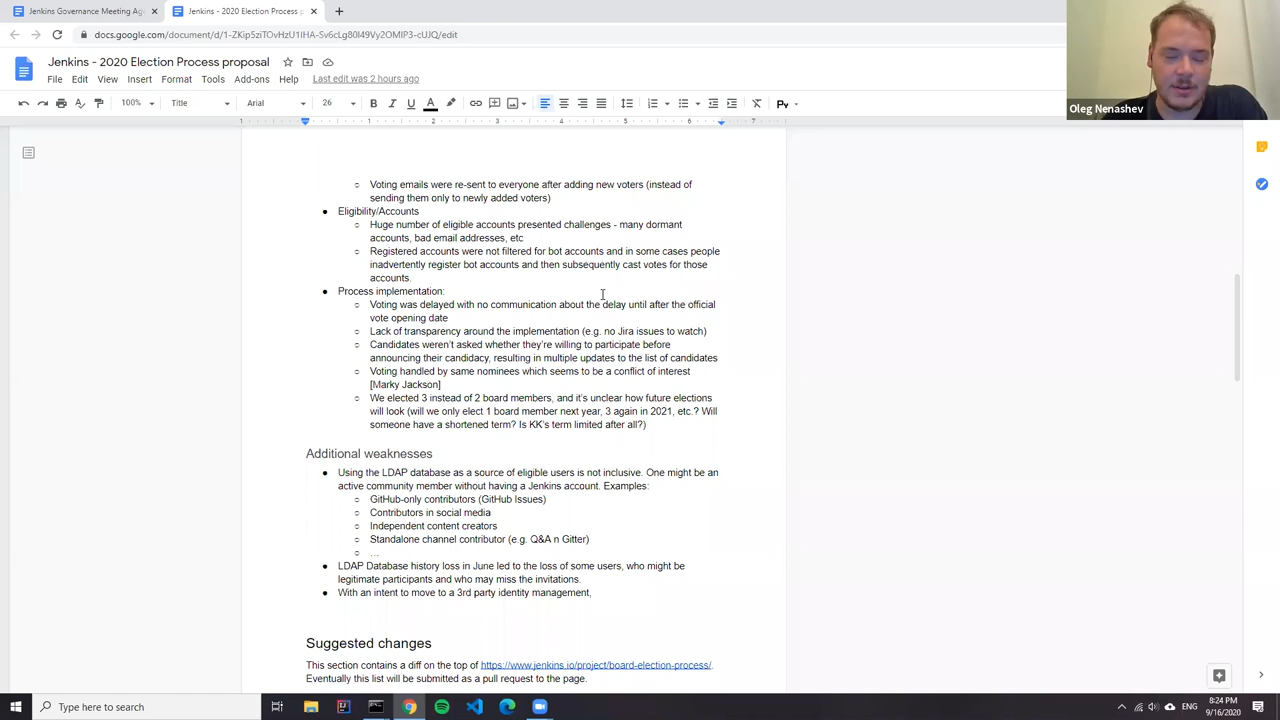 Jenkins Governance Meeting Age
Jenkins - 2020 Election Process p
docs.google.com/document/d/1-ZKip5ziTOvHzU1IHA-Sv6cLg80l49Vy2OMIP3-cUJQ/edit
Jenkins - 2020 Election Process proposal
File Edit View Insert Format Tools Add-ons Help Last edit was 2 hours ago
100% Title Arial 26 B I U A
1 1 2 3 4 5 6 7
Oleg Nenashev
○ Voting emails were re-sent to everyone after adding new voters (instead of
sending them only to newly added voters)
● Eligibility/Accounts
○ Huge number of eligible accounts presented challenges - many dormant
accounts, bad email addresses, etc
○ Registered accounts were not filtered for bot accounts and in some cases people
inadvertently register bot accounts and then subsequently cast votes for those
accounts.
● Process implementation:
○ Voting was delayed with no communication about the delay until after the official
vote opening date
○ Lack of transparency around the implementation (e.g. no Jira issues to watch)
○ Candidates weren't asked whether they're willing to participate before
announcing their candidacy, resulting in multiple updates to the list of candidates
○ Voting handled by same nominees which seems to be a conflict of interest
[Marky Jackson]
○ We elected 3 instead of 2 board members, and it's unclear how future elections
will look (will we only elect 1 board member next year, 3 again in 2021, etc.? Will
someone have a shortened term? Is KK's term limited after all?)
Additional weaknesses
● Using the LDAP database as a source of eligible users is not inclusive. One might be an
active community member without having a Jenkins account. Examples:
○ GitHub-only contributors (GitHub Issues)
○ Contributors in social media
○ Independent content creators
○ Standalone channel contributor (e.g. Q&A n Gitter)
○ ...
● LDAP Database history loss in June led to the loss of some users, who might be
legitimate participants and who may miss the invitations.
● With an intent to move to a 3rd party identity management,
Suggested changes
This section contains a diff on the top of https://www.jenkins.io/project/board-election-process/.
Eventually this list will be submitted as a pull request to the page.
Type here to search
ENG
8:24 PM
9/16/2020